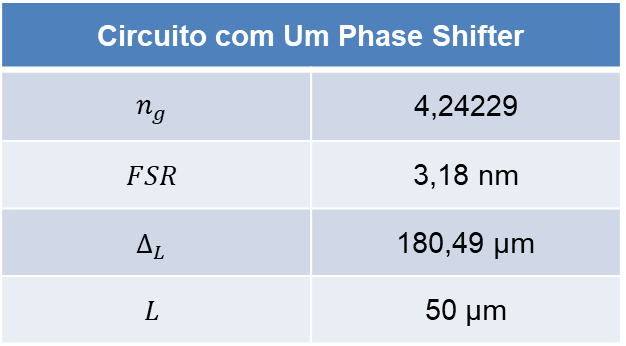 Circuito com Um Phase Shifter
n_g 4,24229
FSR 3,18 nm
Δ_L 180,49 µm
L 50 µm